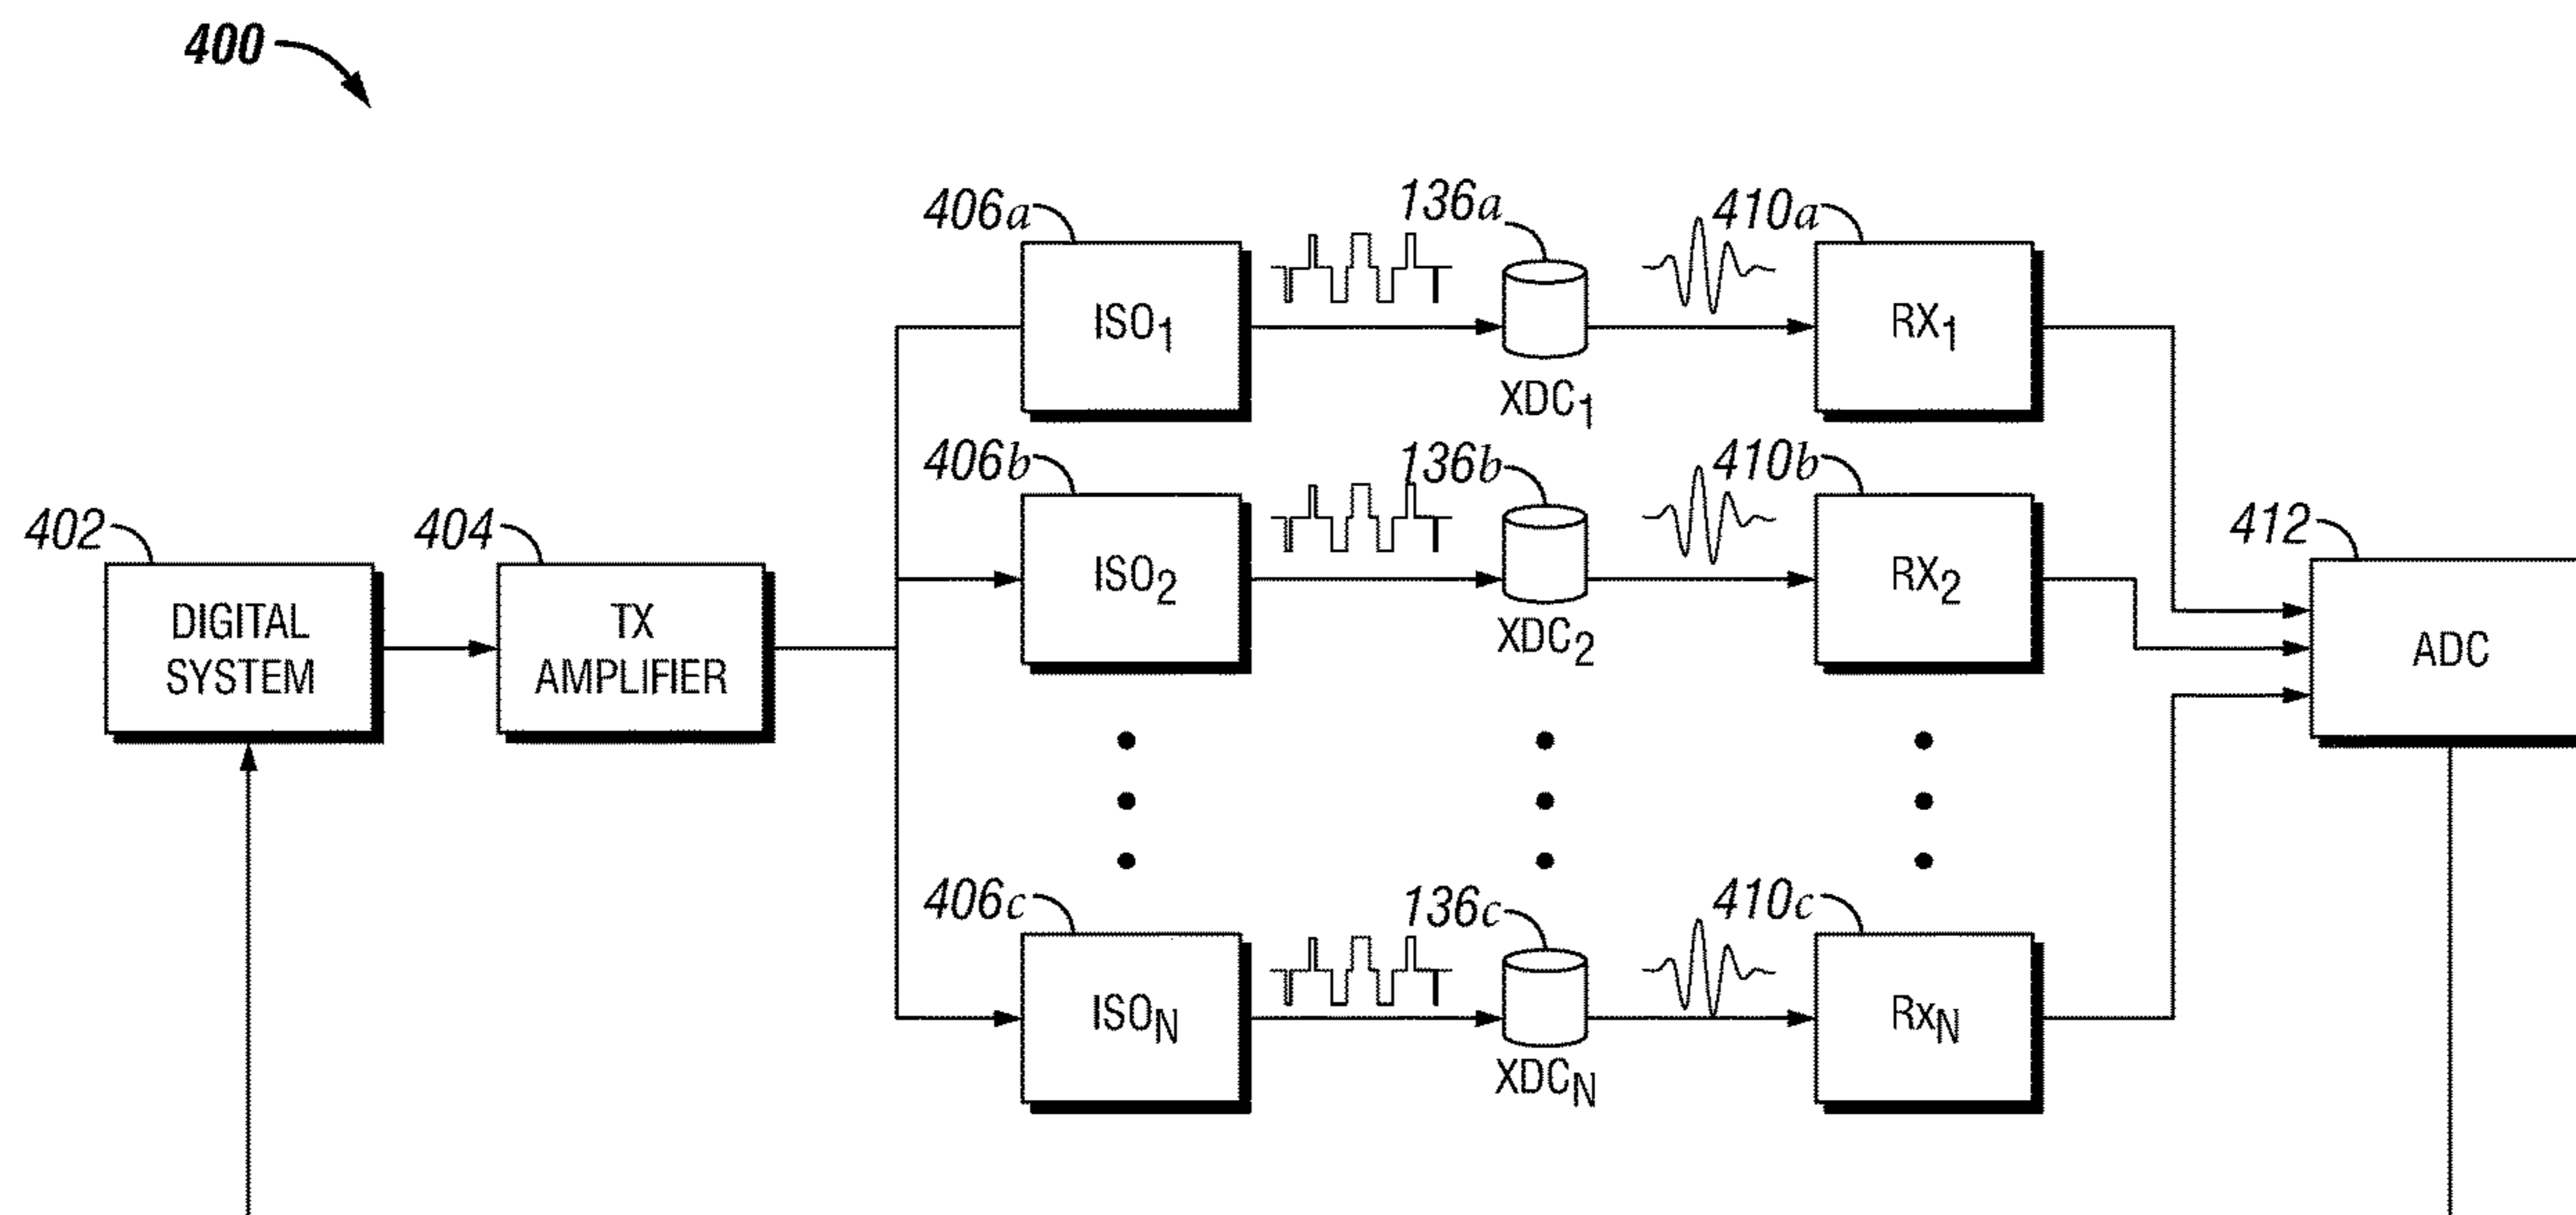 400
406a
136a
410a
ISO1
RX1
XDC1
406b
136b
410b
402
404
412
ISO2
RX2
DIGITAL
SYSTEM
TX
AMPLIFIER
XDC2
ADC
406c
136c
410c
ISON
RxN
XDCN